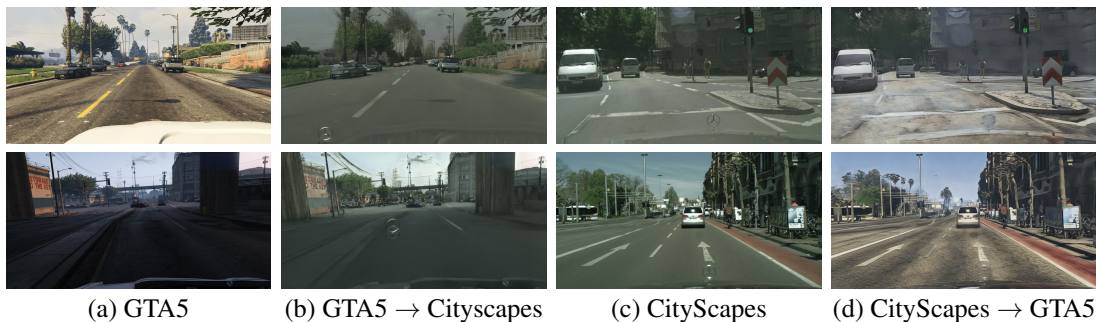 (a) GTA5
(b) GTA5 → Cityscapes
(c) CityScapes
(d) CityScapes → GTA5